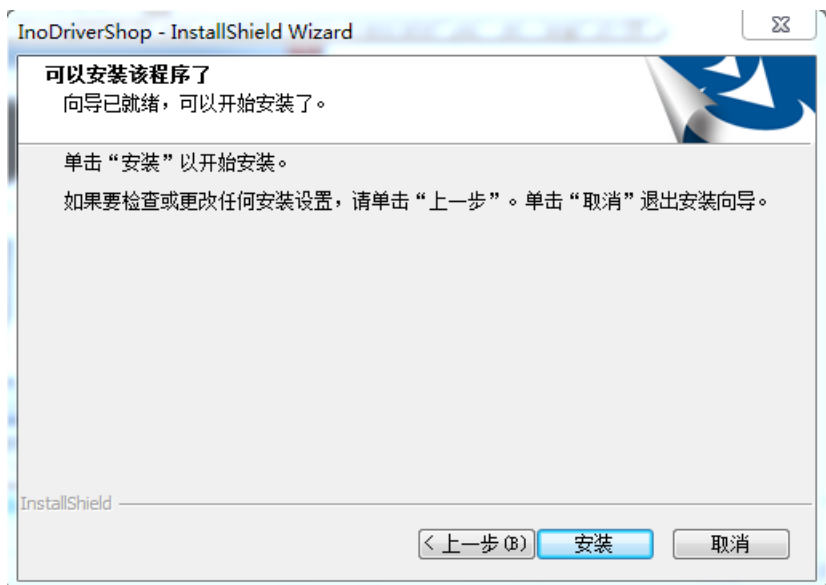 InoDriverShop - InstallShield Wizard
可以安装该程序了
向导已就绪，可以开始安装了。
单击“安装”以开始安装。
如果要检查或更改任何安装设置，请单击“上一步”。单击“取消”退出安装向导。
InstallShield
< 上一步(B)
安装
取消